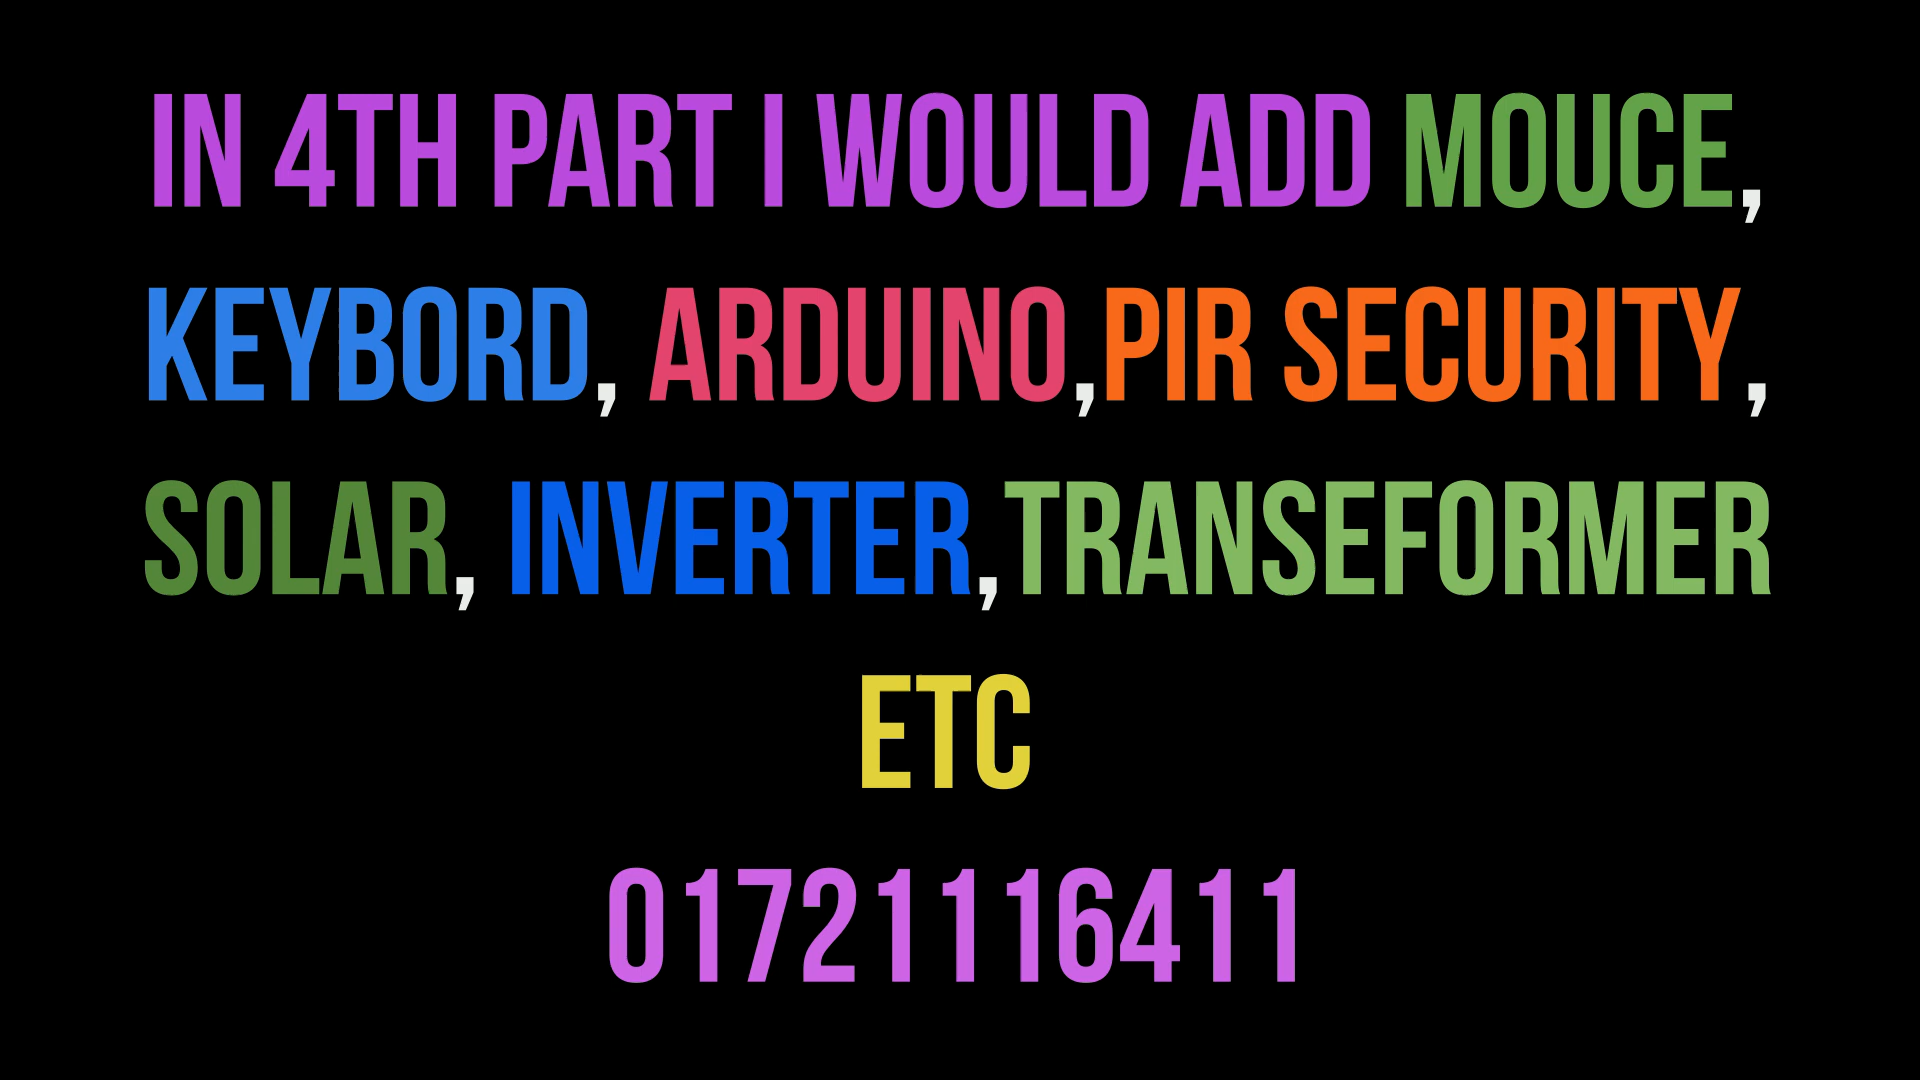 IN 4TH PART I WOULD ADD MOUCE,
KEYBORD, ARDUINO,PIR SECURITY,
SOLAR, INVERTER,TRANSEFORMER
ETC
01721116411